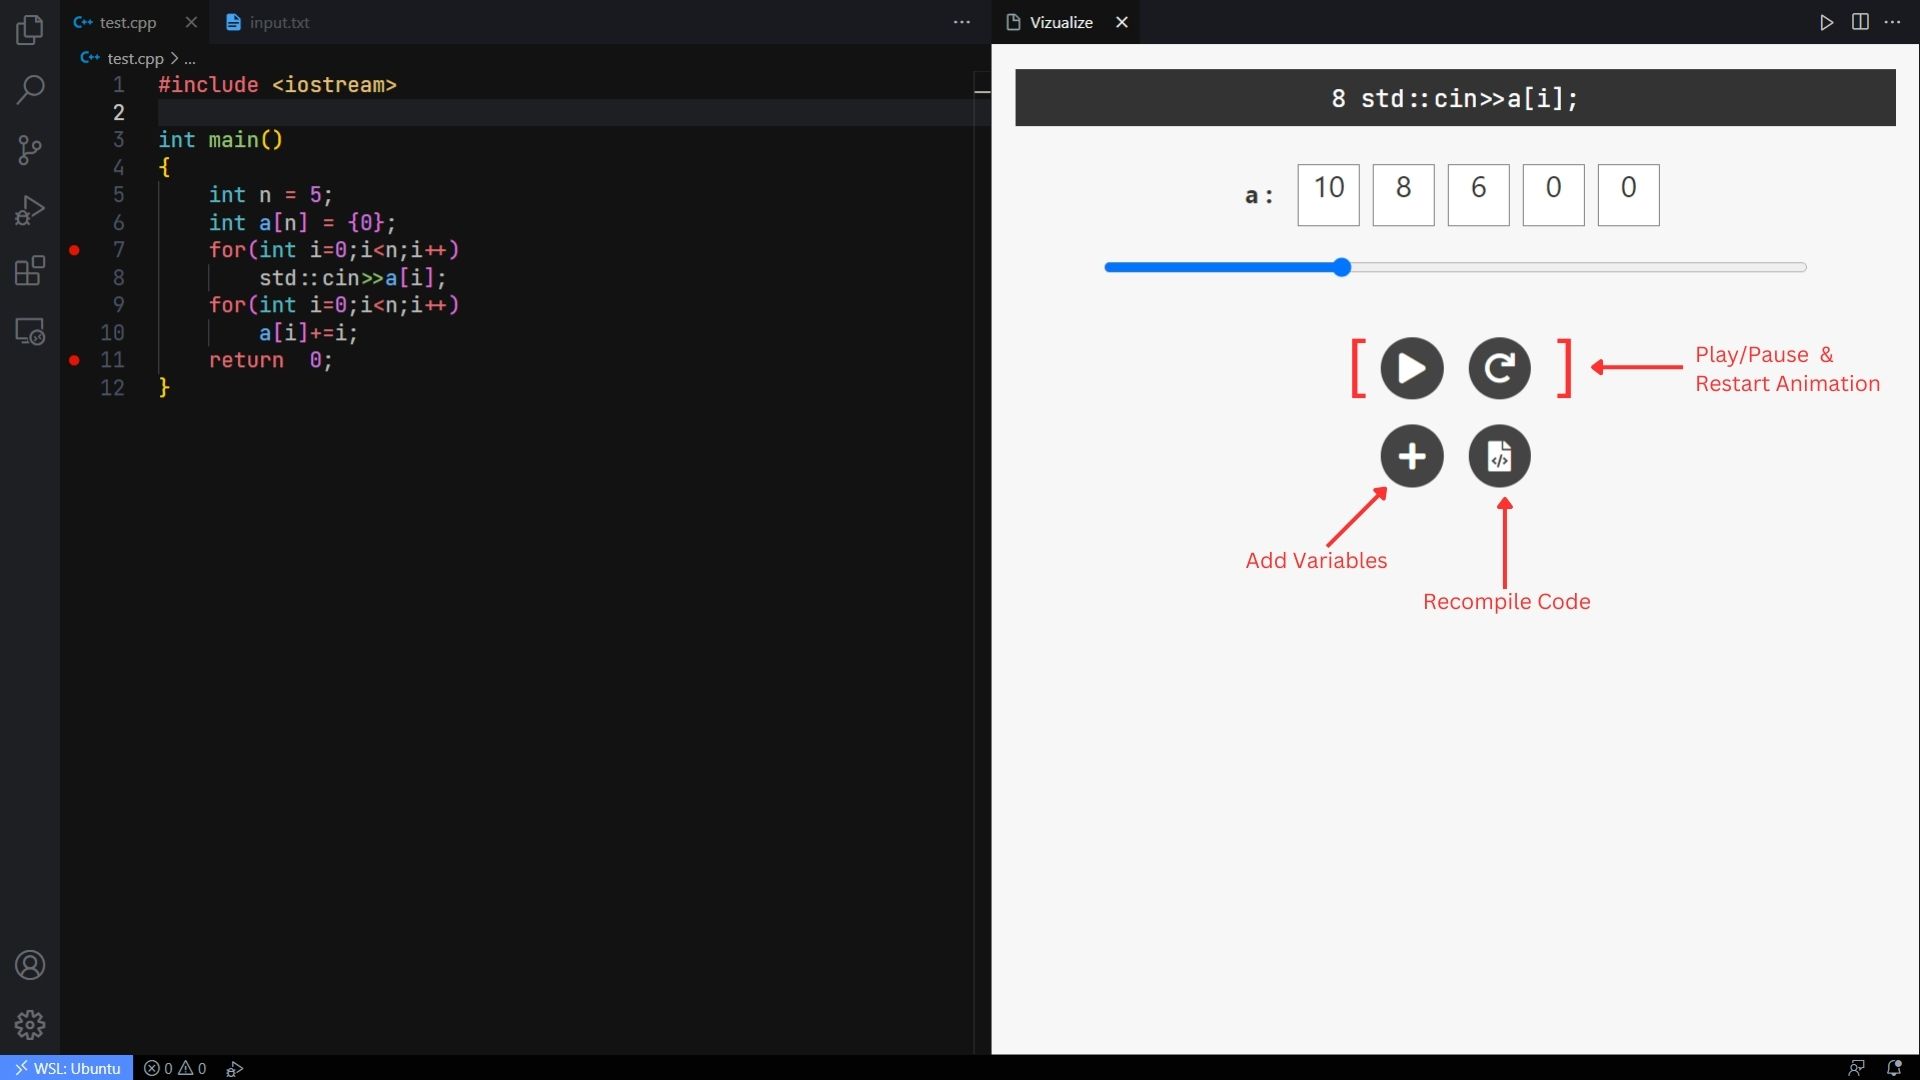 C++ test.cpp
input.txt
C++ test.cpp > ...
1 #include <iostream>
2
3 int main()
4 {
5 int n = 5;
6 int a[n] = {0};
7 for(int i=0;i<n;i++)
8 std::cin>>a[i];
9 for(int i=0;i<n;i++)
10 a[i]+=i;
11 return  0;
12 }
Vizualize
8 std::cin>>a[i];
a : 10 8 6 0 0
Play/Pause &
Restart Animation
Add Variables
Recompile Code
WSL: Ubuntu 0 0